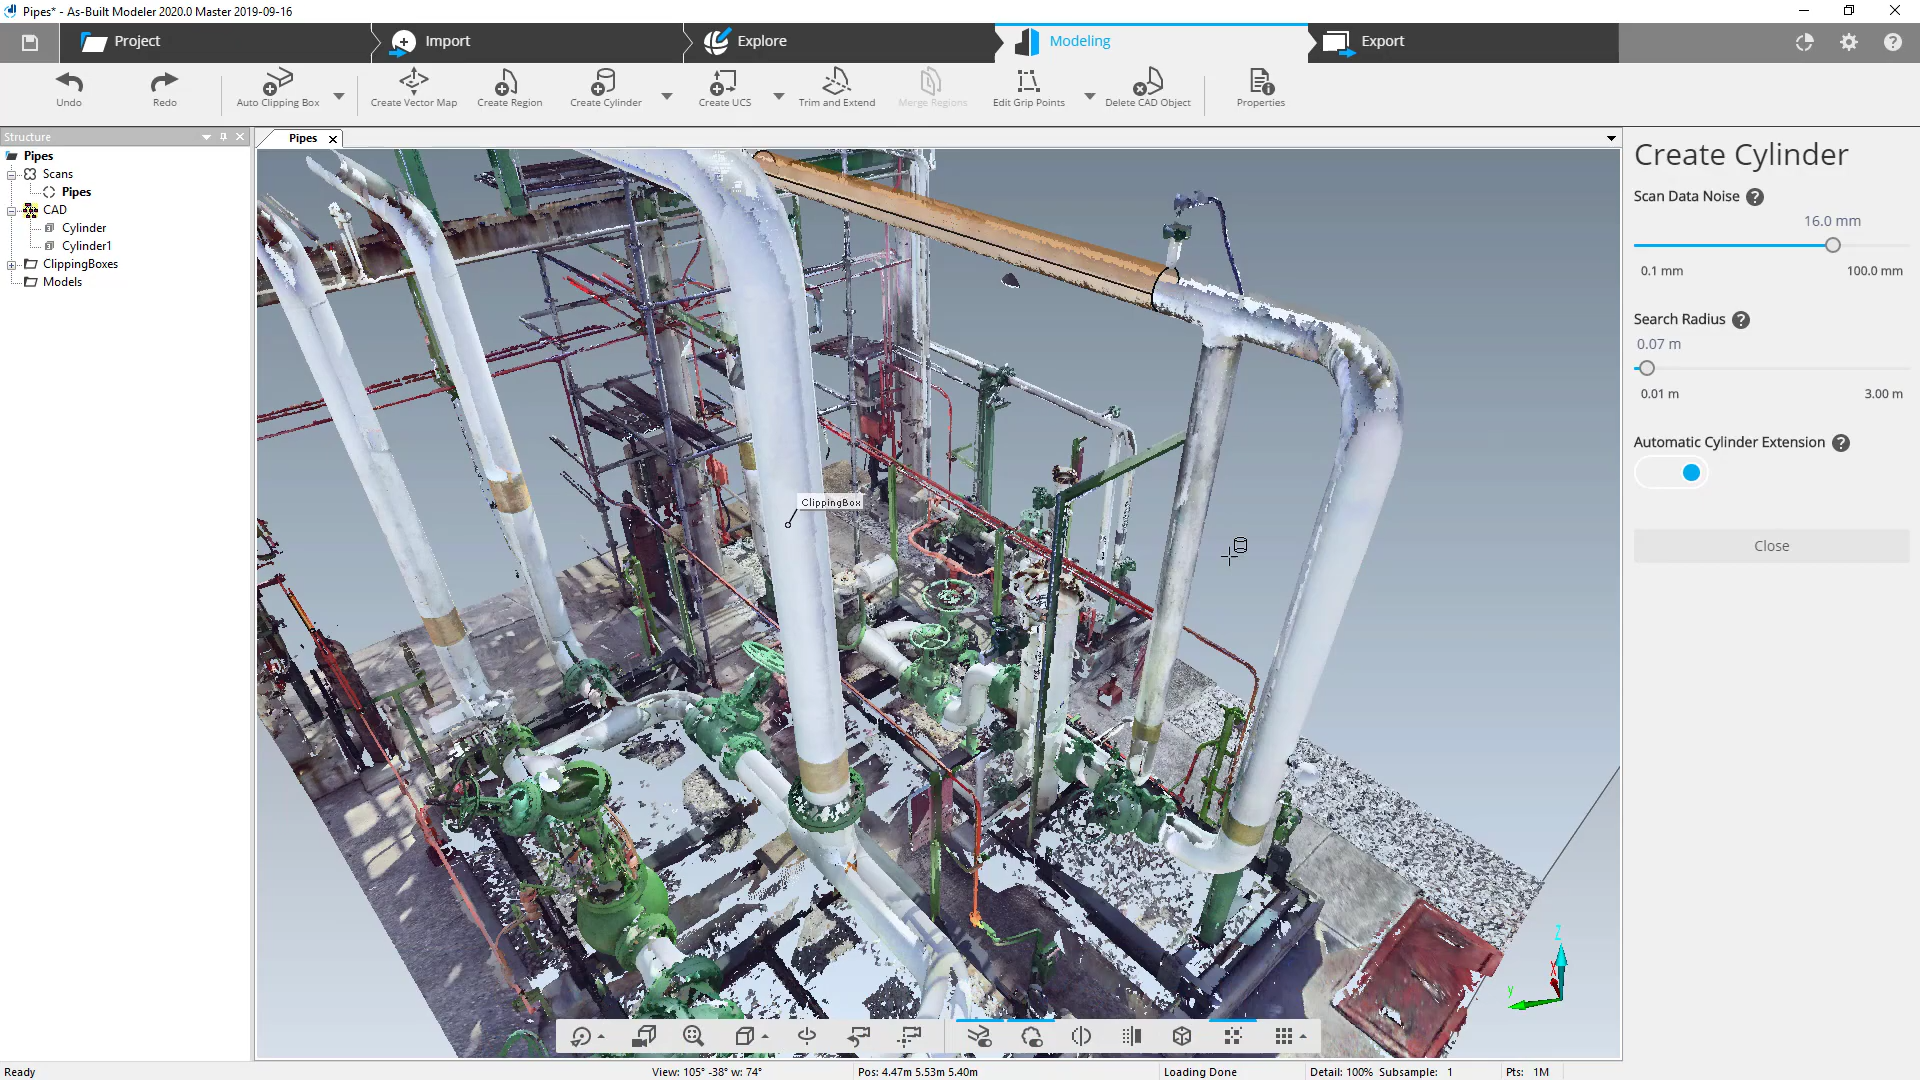 Pipes* - As-Built Modeler 2020.0 Master 2019-09-16
Project
Import
Explore
Modeling
Export
Undo
Redo
Auto Clipping Box
Create Vector Map
Create Region
Create Cylinder
Create UCS
Trim and Extend
Merge Regions
Edit Grip Points
Delete CAD Object
Properties
Structure
Pipes
Scans
Pipes
CAD
Cylinder
Cylinder1
ClippingBoxes
Models
Pipes
ClippingBox
Z
X
y
Create Cylinder
Scan Data Noise
16.0 mm
0.1 mm 100.0 mm
Search Radius
0.07 m
0.01 m 3.00 m
Automatic Cylinder Extension
Close
Ready
View: 105° -38° w: 74°
Pos: 4.47m 5.53m 5.40m
Loading Done
Detail: 100% Subsample: 1
Pts: 1M